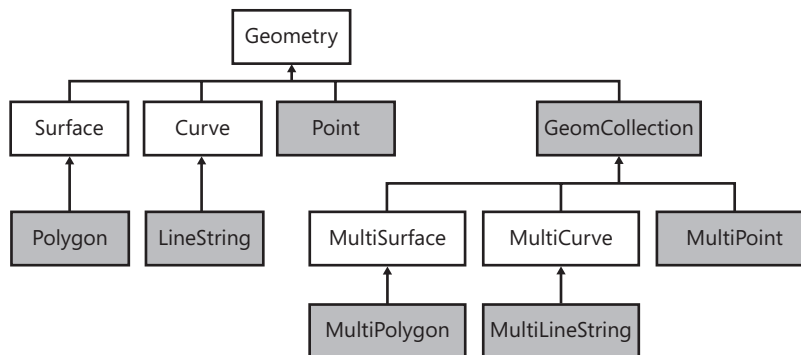 Geometry
Surface
Curve
Point
GeomCollection
Polygon
LineString
MultiSurface
MultiCurve
MultiPoint
MultiPolygon
MultiLineString